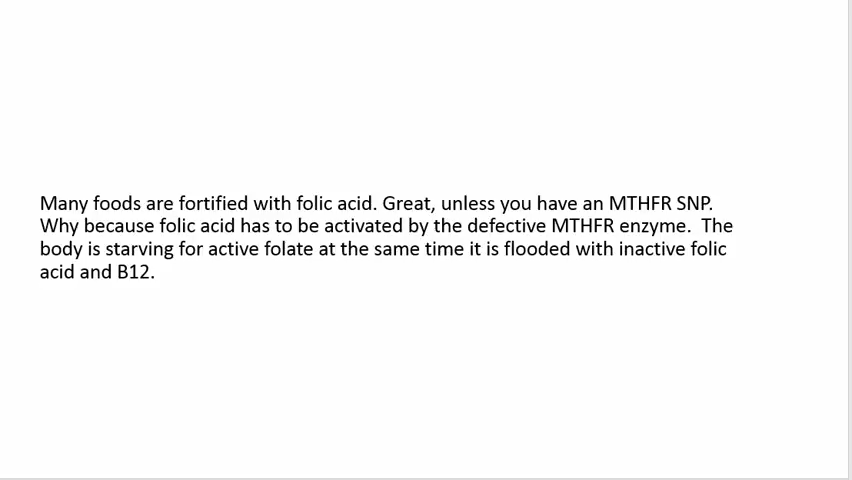 Many foods are fortified with folic acid. Great, unless you have an MTHFR SNP.
Why because folic acid has to be activated by the defective MTHFR enzyme.  The
body is starving for active folate at the same time it is flooded with inactive folic
acid and B12.